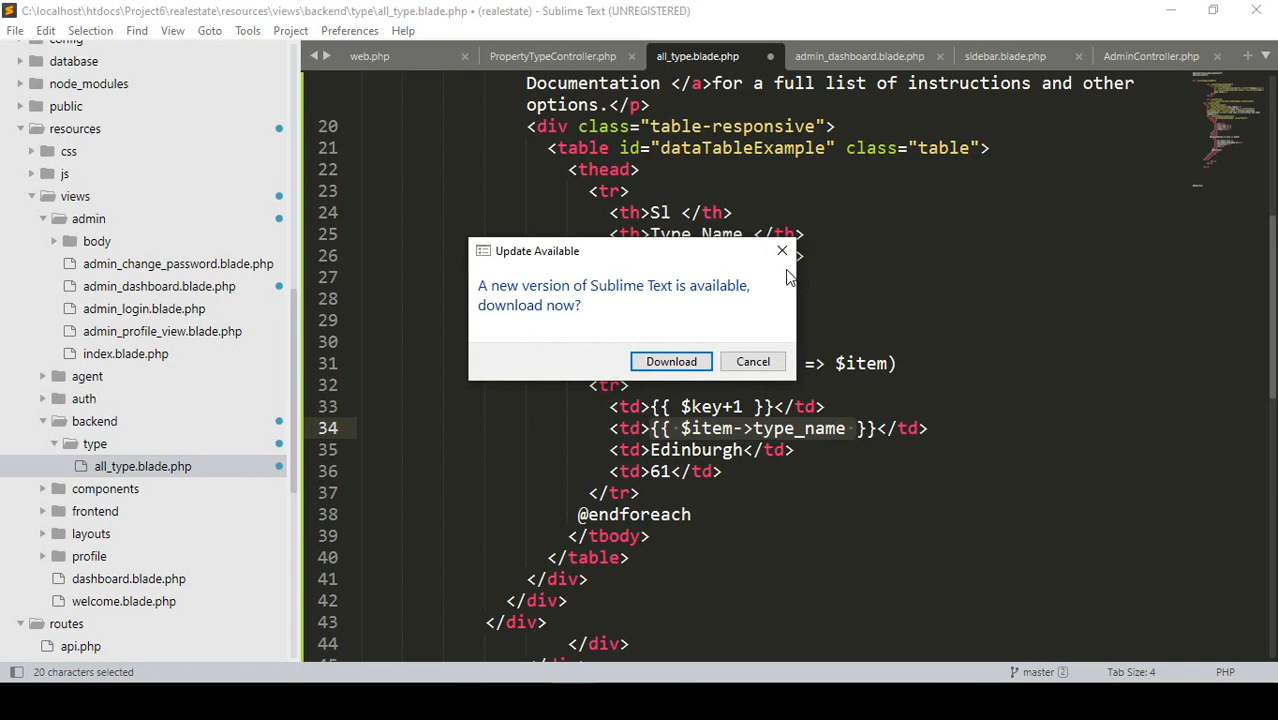 C:\localhost\htdocs\Project6\realestate\resources\views\backend\type\all_type.blade.php • (realestate) - Sublime Text (UNREGISTERED)
File Edit Selection Find View Goto Tools Project Preferences Help
config
database
node_modules
public
resources
css
js
views
admin
body
admin_change_password.blade.php
admin_dashboard.blade.php
admin_login.blade.php
admin_profile_view.blade.php
index.blade.php
agent
auth
backend
type
all_type.blade.php
components
frontend
layouts
profile
dashboard.blade.php
welcome.blade.php
routes
api.php
web.php PropertyTypeController.php all_type.blade.php admin_dashboard.blade.php sidebar.blade.php AdminController.php
Documentation </a>for a full list of instructions and other
options.</p>
20 <div class="table-responsive">
21 <table id="dataTableExample" class="table">
22 <thead>
23 <tr>
24 <th>Sl </th>
25 <th>Type Name </th>
26 >
27
28
29
30
31 => $item)
32 <tr>
33 <td>{{ $key+1 }}</td>
34 <td>{{ $item->type_name }}</td>
35 <td>Edinburgh</td>
36 <td>61</td>
37 </tr>
38 @endforeach
39 </tbody>
40 </table>
41 </div>
42 </div>
43 </div>
44 </div>
Update Available
A new version of Sublime Text is available,
download now?
Download Cancel
20 characters selected master 2 Tab Size: 4 PHP